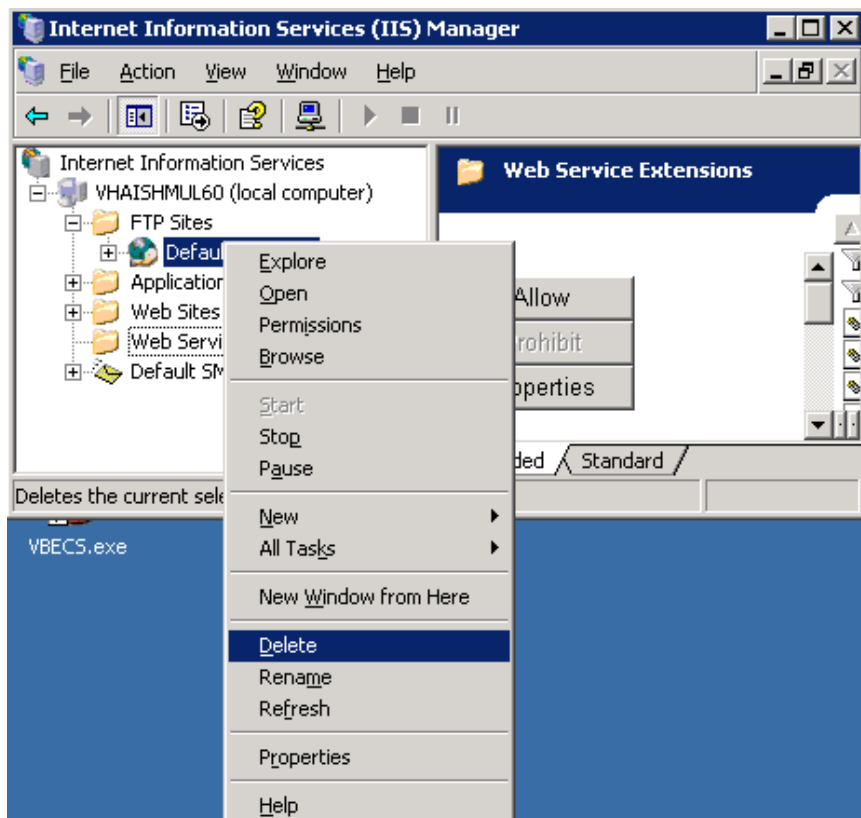 Internet Information Services (IIS) Manager
File Action View Window Help
Internet Information Services
VHAISHMUL60 (local computer)
FTP Sites
Application
Web Sites
Web Servi
Default SM
Web Service Extensions
Allow
rohibit
operties
ded Standard
Deletes the current sele
VBECS.exe
Explore
Open
Permissions
Browse
Start
Stop
Pause
New
All Tasks
New Window from Here
Delete
Rename
Refresh
Properties
Help